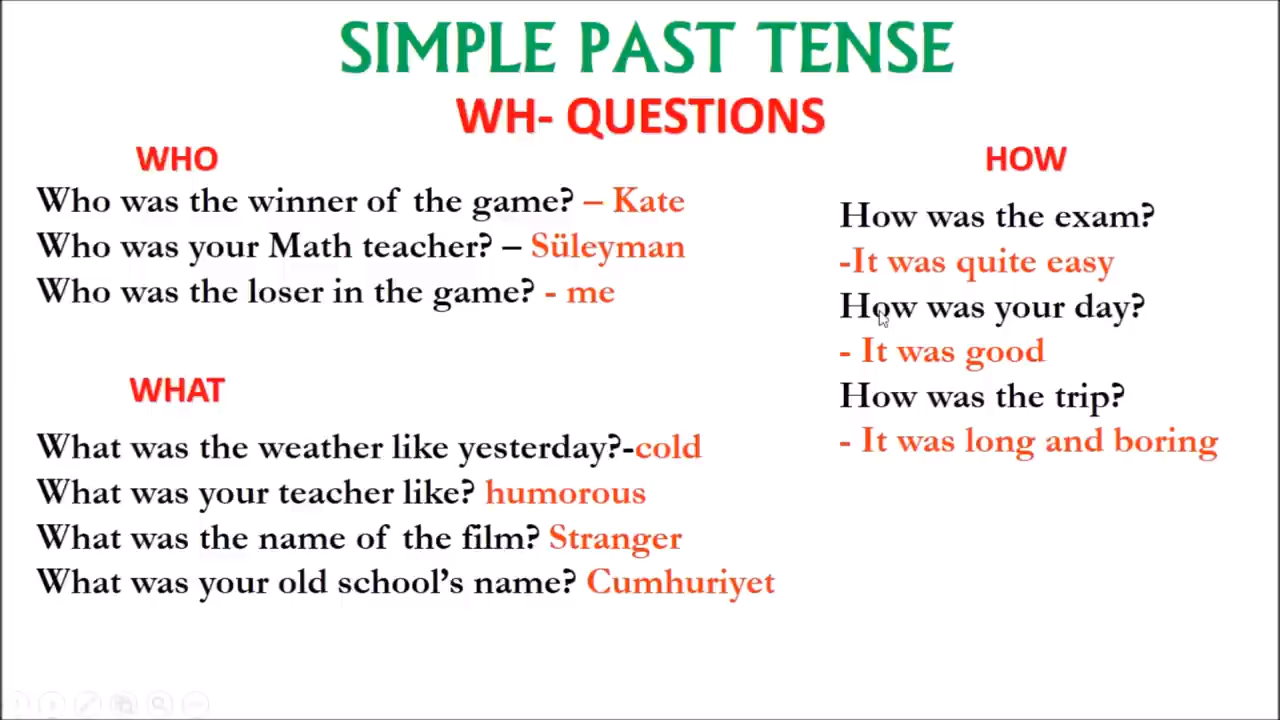 SIMPLE PAST TENSE
WH- QUESTIONS
WHO
Who was the winner of the game? – Kate
Who was your Math teacher? – Süleyman
Who was the loser in the game? - me
WHAT
What was the weather like yesterday?-cold
What was your teacher like? humorous
What was the name of the film? Stranger
What was your old school’s name? Cumhuriyet
HOW
How was the exam?
-It was quite easy
How was your day?
- It was good
How was the trip?
- It was long and boring